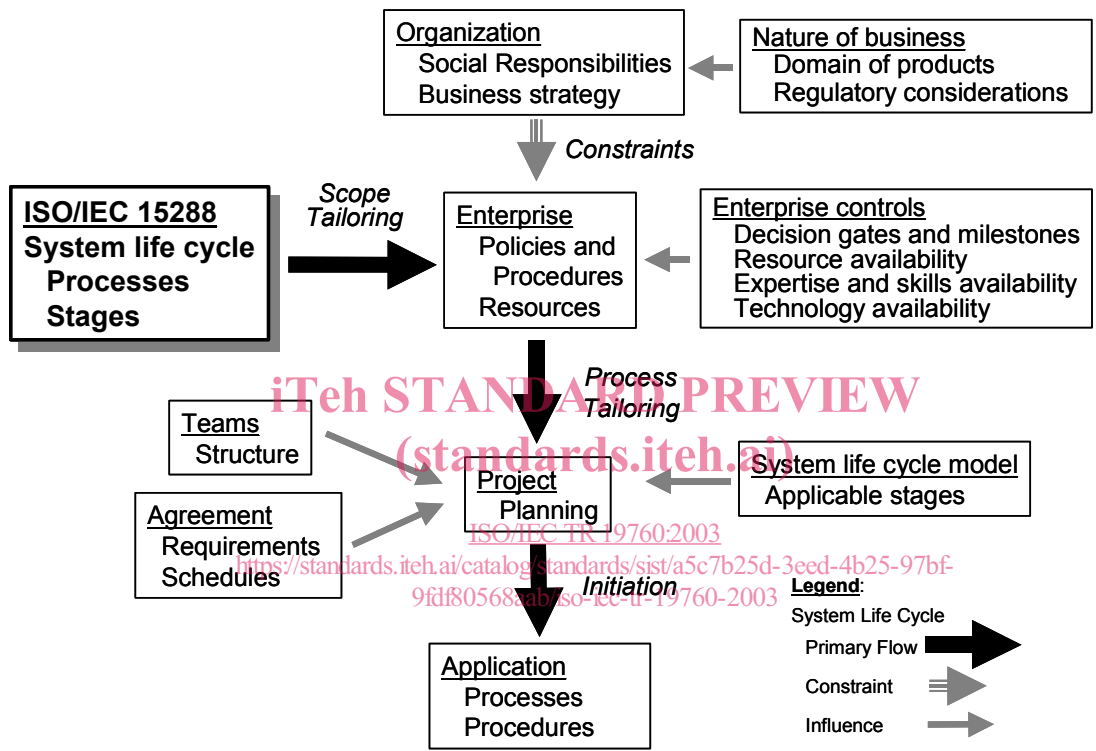 Organization
Social Responsibilities
Business strategy
Nature of business
Domain of products
Regulatory considerations
Constraints
ISO/IEC 15288
System life cycle
Processes
Stages
Scope
Tailoring
Enterprise
Policies and
Procedures
Resources
Enterprise controls
Decision gates and milestones
Resource availability
Expertise and skills availability
Technology availability
Process
Tailoring
iTeh STANDARD PREVIEW
(standards.iteh.ai)
Teams
Structure
Project
Planning
System life cycle model
Applicable stages
Agreement
Requirements
Schedules
ISO/IEC TR 19760:2003
https://standards.iteh.ai/catalog/standards/sist/a5c7b25d-3eed-4b25-97bf-
9fdf80568aab/iso-iec-tr-19760-2003
Initiation
Application
Processes
Procedures
Legend:
System Life Cycle
Primary Flow
Constraint
Influence